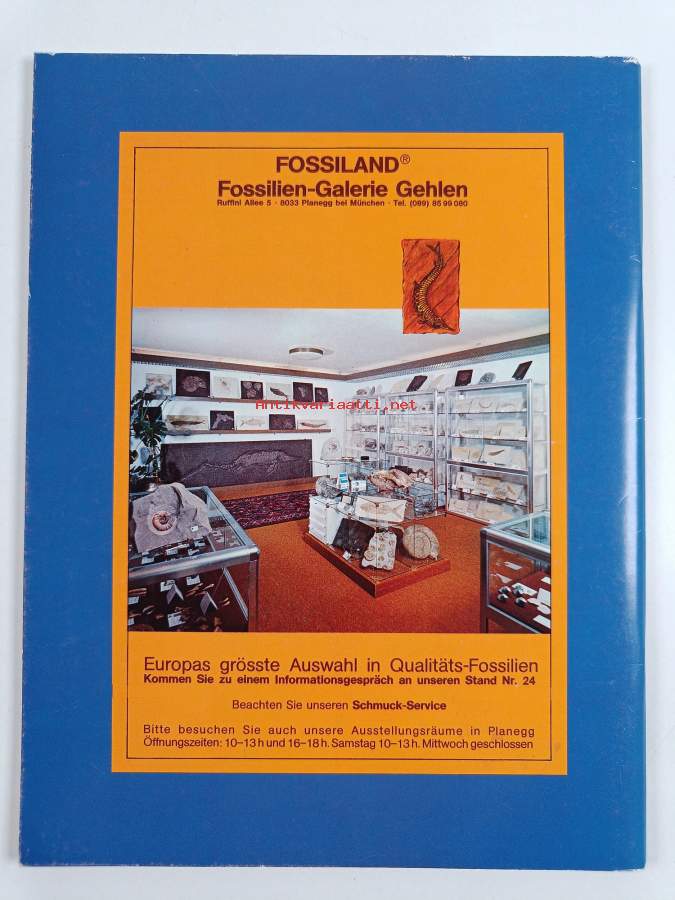 FOSSILAND®
Fossilien-Galerie Gehlen
Ruffini Allee 5 · 8033 Planegg bei München · Tel. (089) 85 99 080
Antikvariaatti.net
Europas grösste Auswahl in Qualitäts-Fossilien
Kommen Sie zu einem Informationsgespräch an unseren Stand Nr. 24
Beachten Sie unseren Schmuck-Service
Bitte besuchen Sie auch unsere Ausstellungsräume in Planegg
Öffnungszeiten: 10–13 h und 16–18 h. Samstag 10–13 h. Mittwoch geschlossen